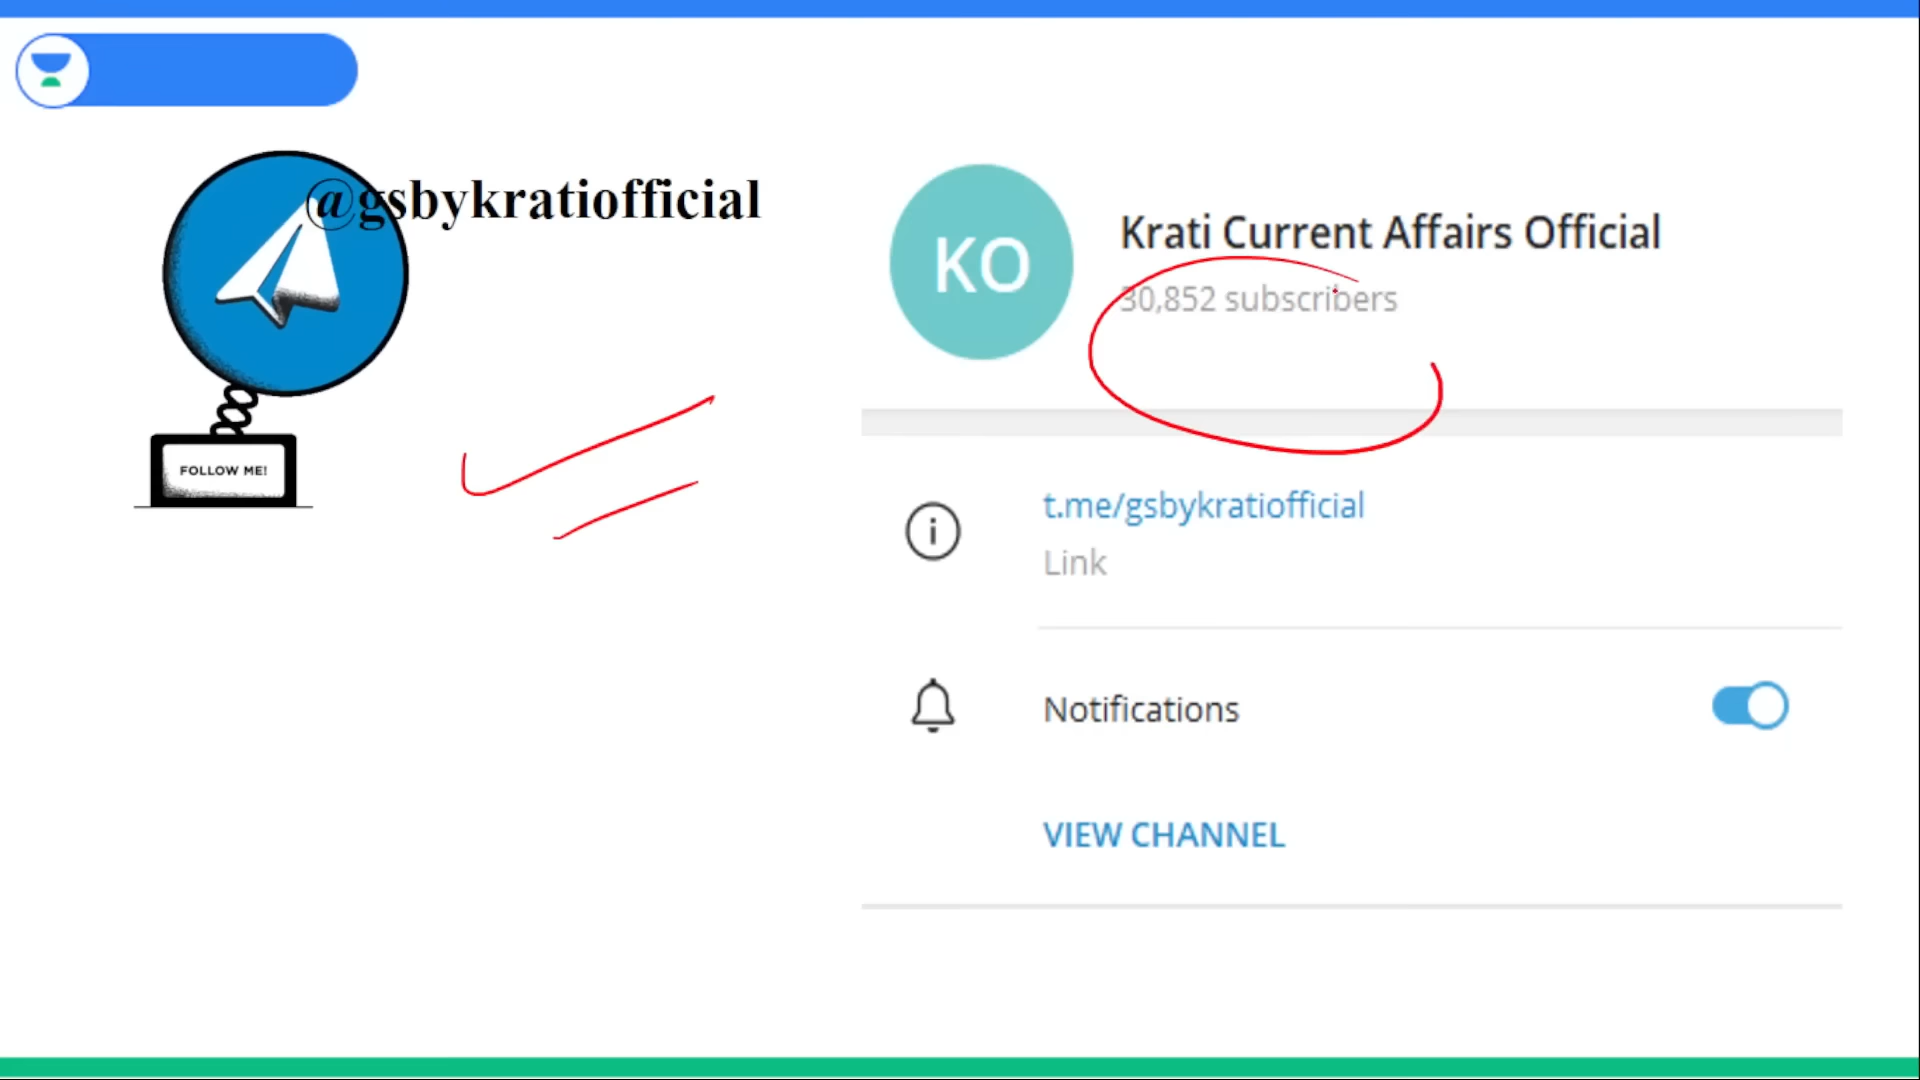 @gsbykratiofficial
FOLLOW ME!
KO
Krati Current Affairs Official
30,852 subscribers
t.me/gsbykratiofficial
Link
Notifications
VIEW CHANNEL